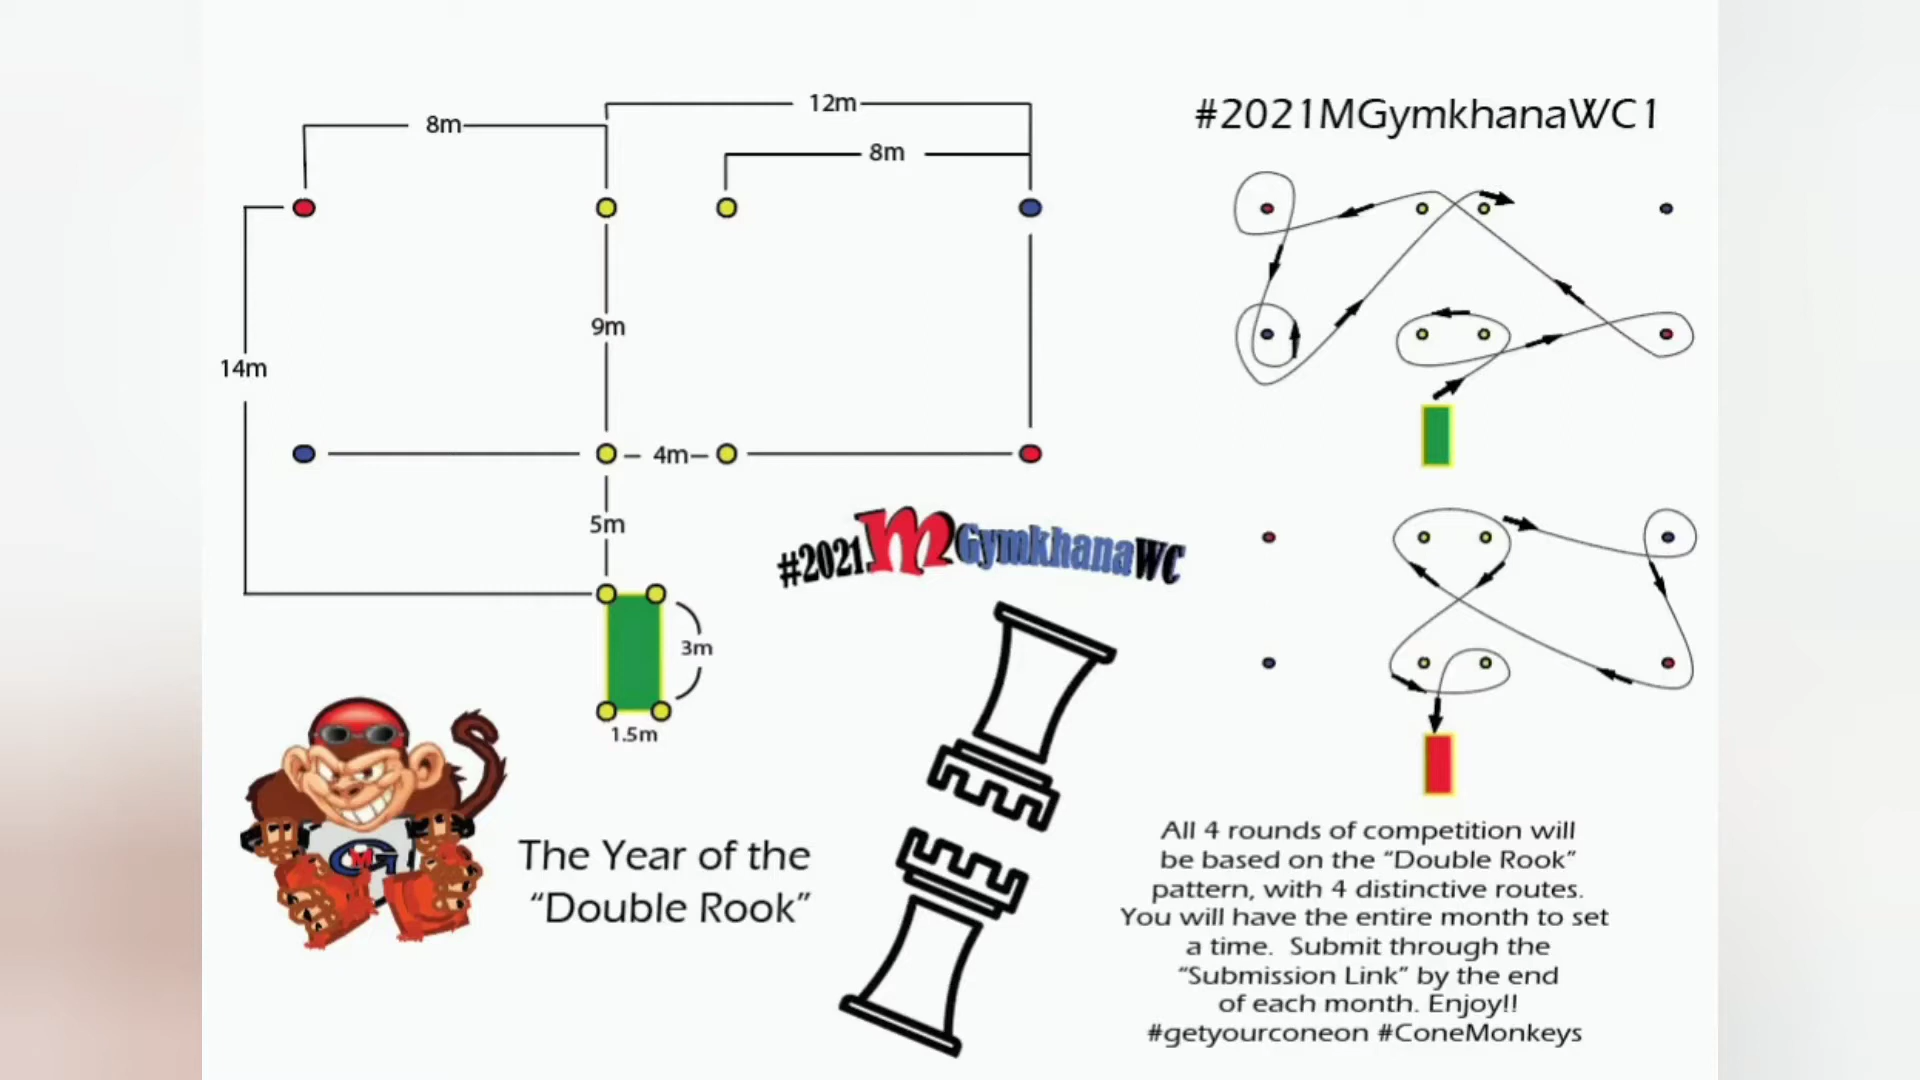 12m
8m
8m
9m
14m
4m
5m
3m
1.5m
#2021MGymkhanaWC
The Year of the
“Double Rook”
#2021MGymkhanaWC1
All 4 rounds of competition will
be based on the “Double Rook”
pattern, with 4 distinctive routes.
You will have the entire month to set
a time.  Submit through the
“Submission Link” by the end
of each month. Enjoy!!
#getyourconeon #ConeMonkeys
MG